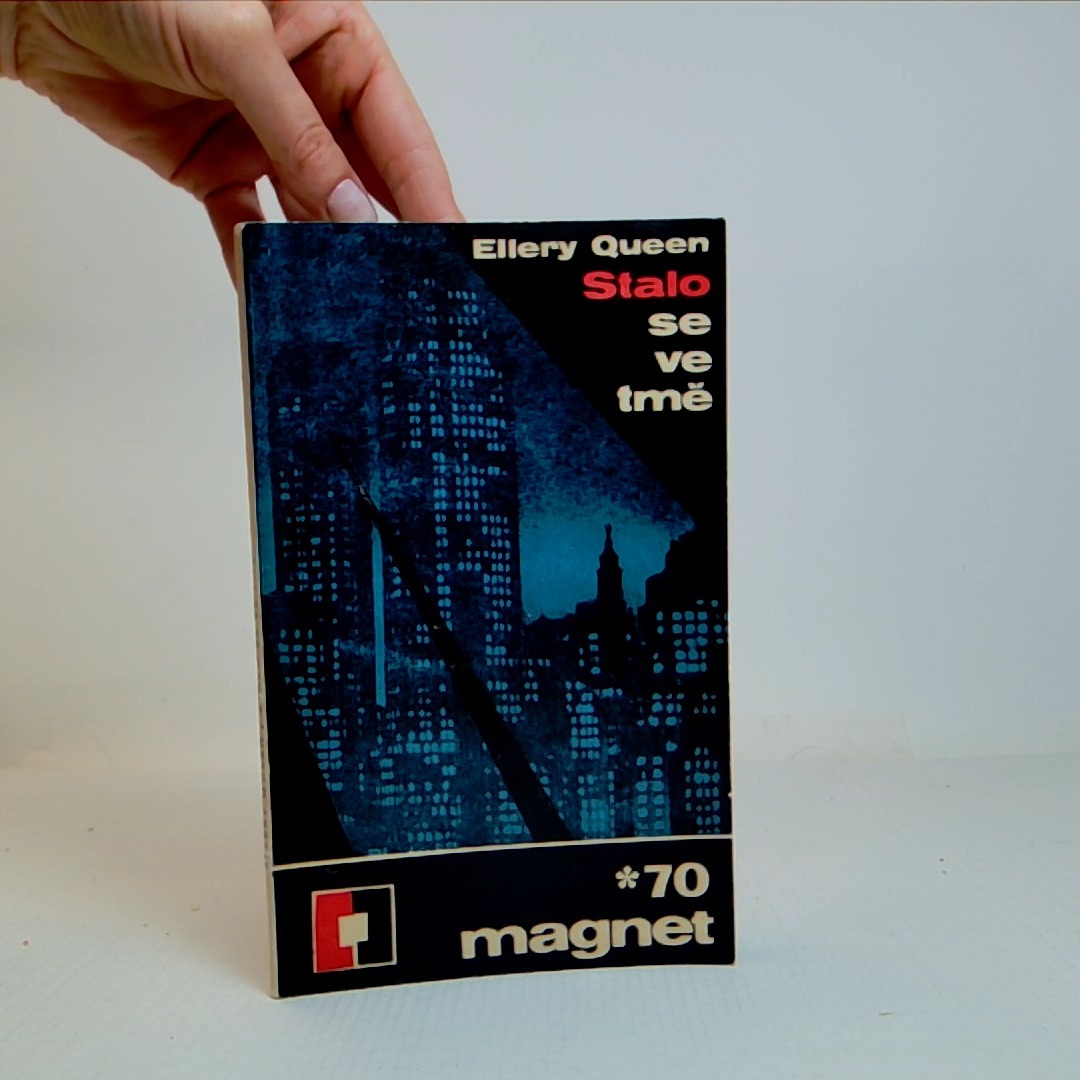 Ellery Queen
Stalo
se
ve
tmě
*70
magnet